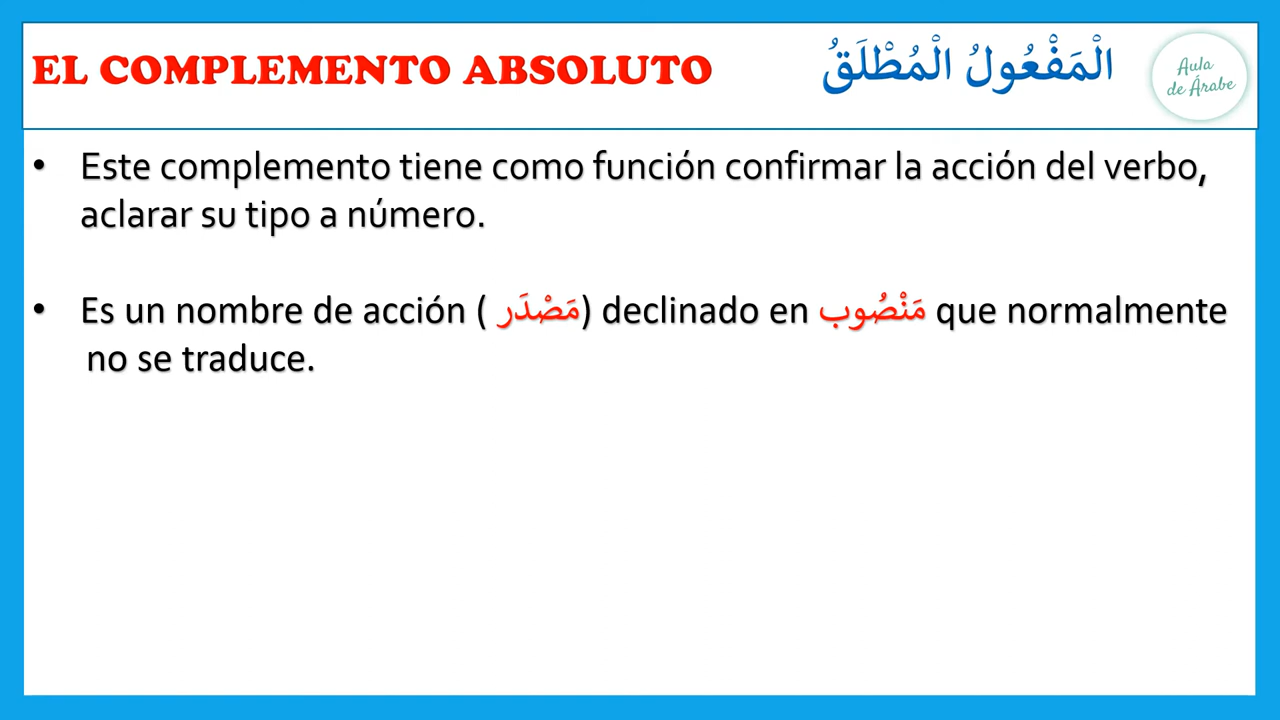 EL COMPLEMENTO ABSOLUTO
الْمَفْعُولُ الْمُطْلَقُ
Aula
de Árabe
• Este complemento tiene como función confirmar la acción del verbo,
aclarar su tipo a número.
• Es un nombre de acción ( مَصْدَر) declinado en مَنْصُوب que normalmente
no se traduce.